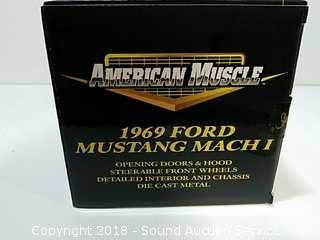 AMERICAN MUSCLE
1969 FORD
MUSTANG MACH I
OPENING DOORS & HOOD
STEERABLE FRONT WHEELS
DETAILED INTERIOR AND CHASSIS
DIE CAST METAL
Copyright 2018 - Sound Auction Service